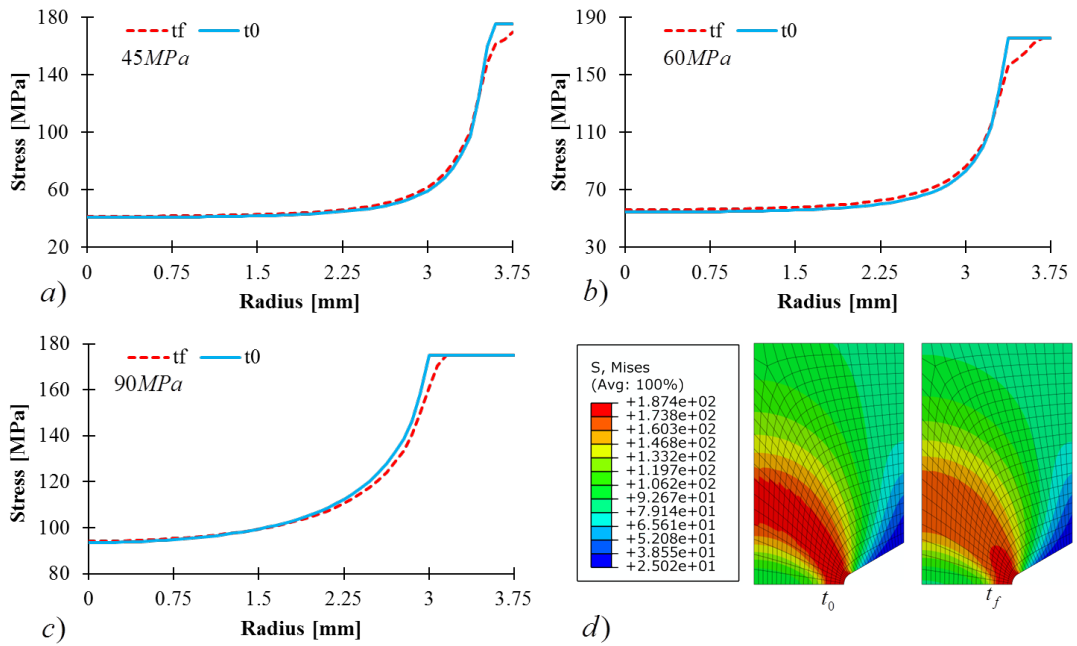 180
140
100
60
20
Stress [MPa]
tf
t0
45MPa
0
0.75
1.5
2.25
3
3.75
Radius [mm]
a)
190
150
110
70
30
Stress [MPa]
tf
t0
60MPa
0
0.75
1.5
2.25
3
3.75
Radius [mm]
b)
180
160
140
120
100
80
Stress [MPa]
tf
t0
90MPa
0
0.75
1.5
2.25
3
3.75
Radius [mm]
c)
S, Mises
(Avg: 100%)
+1.874e+02
+1.738e+02
+1.603e+02
+1.468e+02
+1.332e+02
+1.197e+02
+1.062e+02
+9.267e+01
+7.914e+01
+6.561e+01
+5.208e+01
+3.855e+01
+2.502e+01
t0
tf
d)